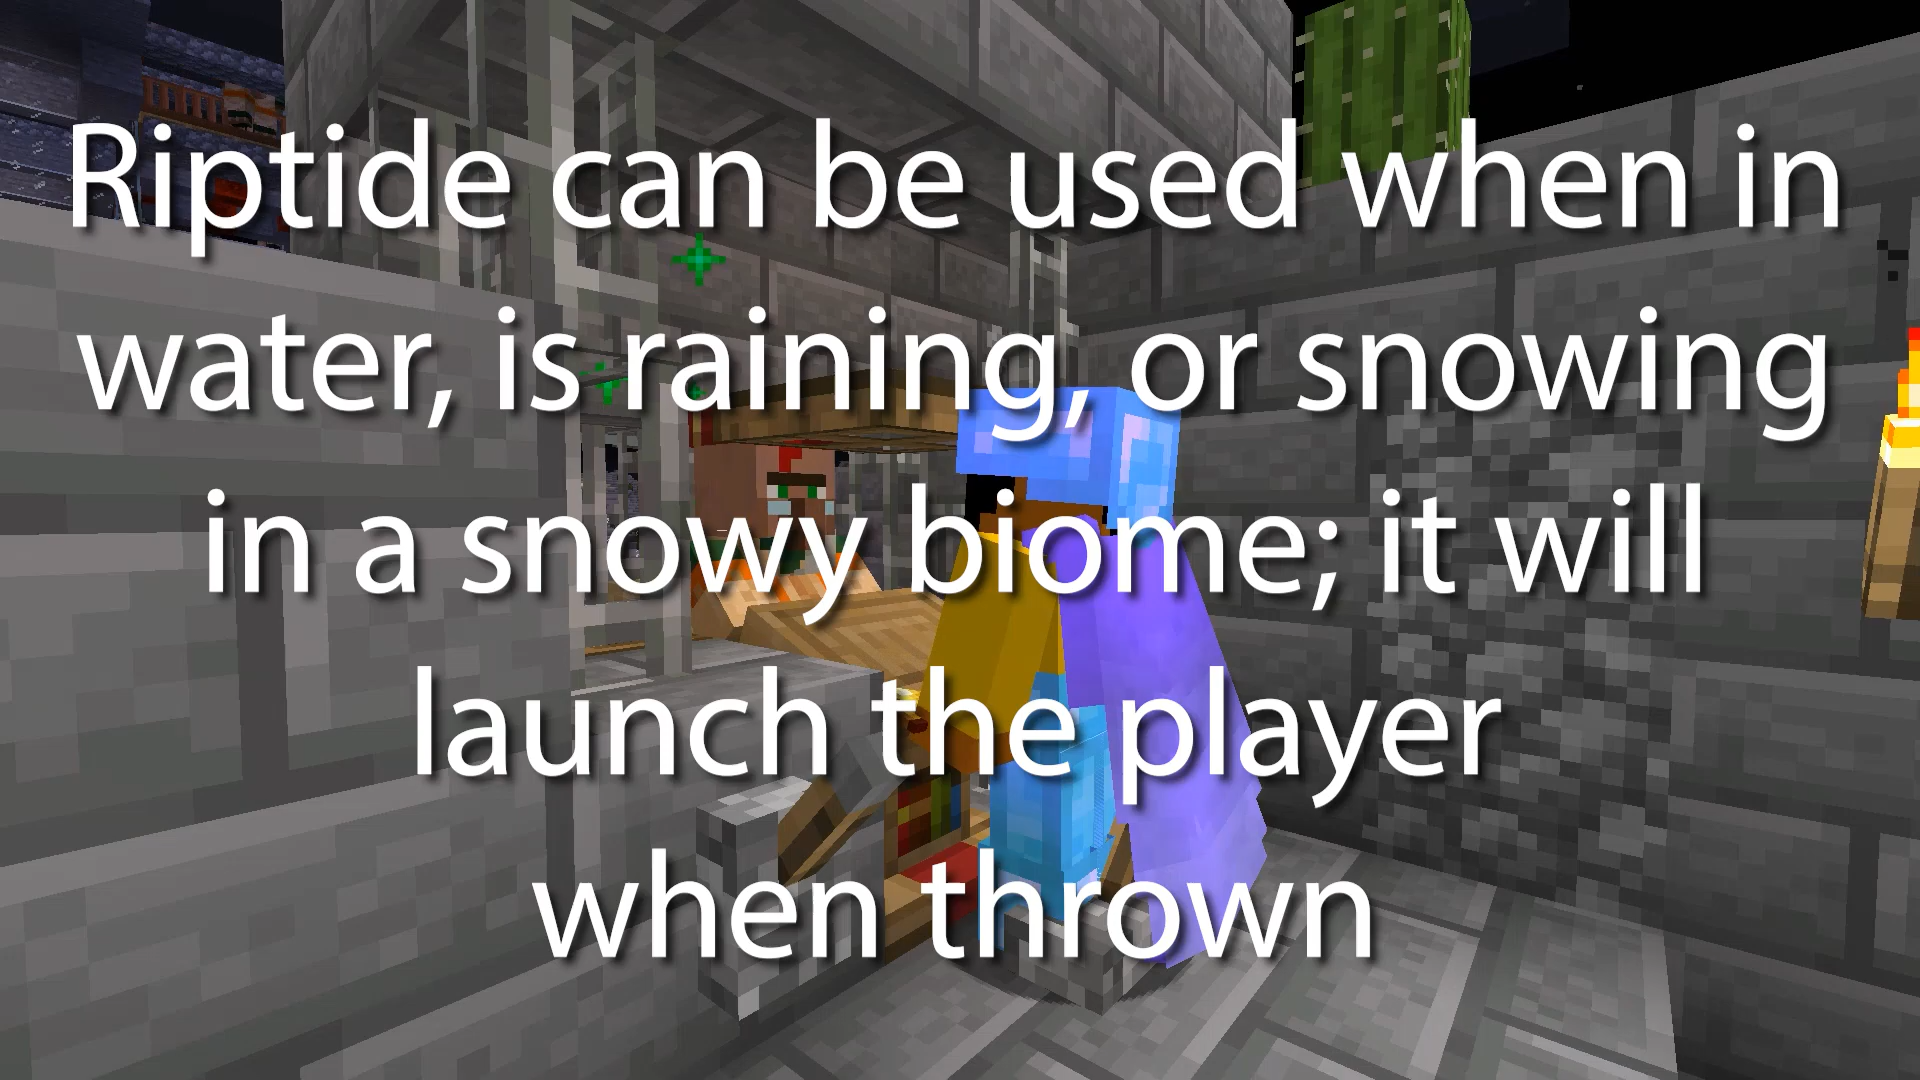 Riptide can be used when in
water, is raining, or snowing
in a snowy biome; it will
launch the player
when thrown